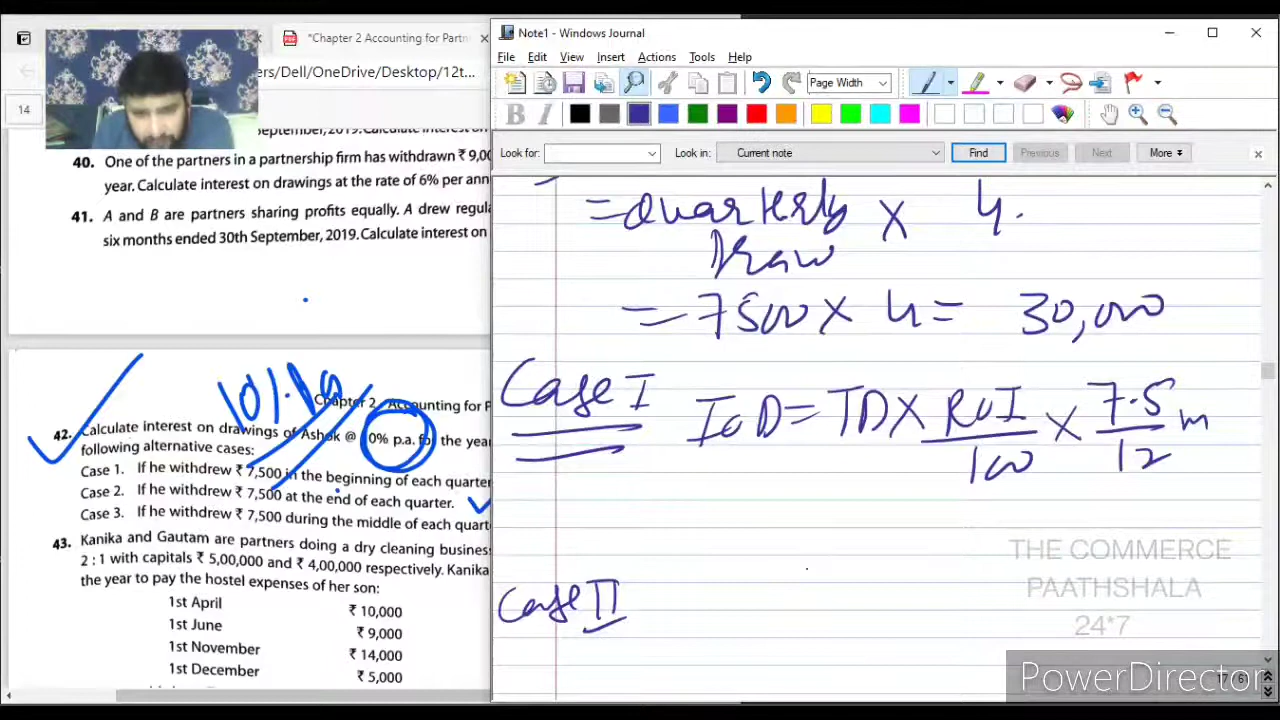 Note1 - Windows Journal
*Chapter 2 Accounting for Partn
ers/Dell/OneDrive/Desktop/12t...
File Edit View Insert Actions Tools Help
Page Width
14
Look for:
Look in: Current note
Find
Previous
Next
More
September, 2019. Calculate interest on
40. One of the partners in a partnership firm has withdrawn ₹ 9,00
year. Calculate interest on drawings at the rate of 6% per ann
41. A and B are partners sharing profits equally. A drew regula
six months ended 30th September, 2019. Calculate interest on
10%.Pa
Chapter 2 Accounting for P
42. Calculate interest on drawings of Ashok @ 10% p.a. fo the year
following alternative cases:
Case 1. If he withdrew ₹ 7,500 in the beginning of each quarter
Case 2. If he withdrew ₹ 7,500 at the end of each quarter.
Case 3. If he withdrew ₹ 7,500 during the middle of each quart
43. Kanika and Gautam are partners doing a dry cleaning business
2 : 1 with capitals ₹ 5,00,000 and ₹ 4,00,000 respectively. Kanika
the year to pay the hostel expenses of her son:
1st April ₹ 10,000
1st June ₹ 9,000
1st November ₹ 14,000
1st December ₹ 5,000
= Quarterly X 4.
Draw
= 7500 X 4 = 30,000
Case I IOD = TD X ROI/100 X 7.5/12 m
Case II
THE COMMERCE
PAATHSHALA
24*7
PowerDirector